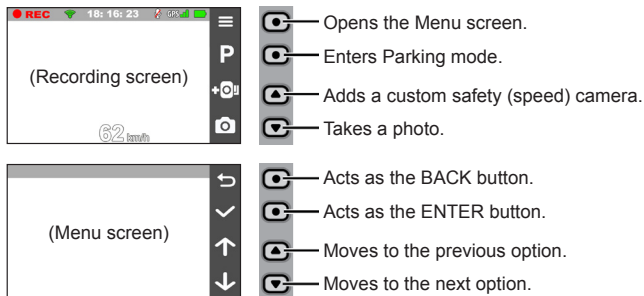 REC 18:16:23 GPS
Opens the Menu screen.
P
Enters Parking mode.
(Recording screen)
Adds a custom safety (speed) camera.
62 km/h
Takes a photo.
Acts as the BACK button.
Acts as the ENTER button.
(Menu screen)
Moves to the previous option.
Moves to the next option.